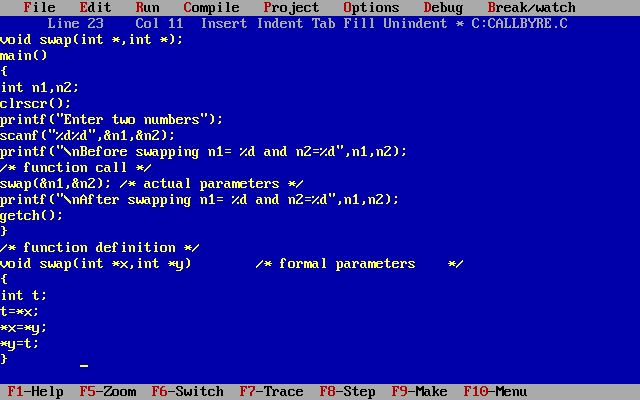 File Edit Run Compile Project Options Debug Break/watch
Line 23 Col 11 Insert Indent Tab Fill Unindent * C:CALLBYRE.C
void swap(int *,int *);
main()
{
int n1,n2;
clrscr();
printf("Enter two numbers");
scanf("%d%d",&n1,&n2);
printf("\nBefore swapping n1= %d and n2=%d",n1,n2);
/* function call */
swap(&n1,&n2); /* actual parameters */
printf("\nAfter swapping n1= %d and n2=%d",n1,n2);
getch();
}
/* function definition */
void swap(int *x,int *y) /* formal parameters */
{
int t;
t=*x;
*x=*y;
*y=t;
}
F1-Help F5-Zoom F6-Switch F7-Trace F8-Step F9-Make F10-Menu